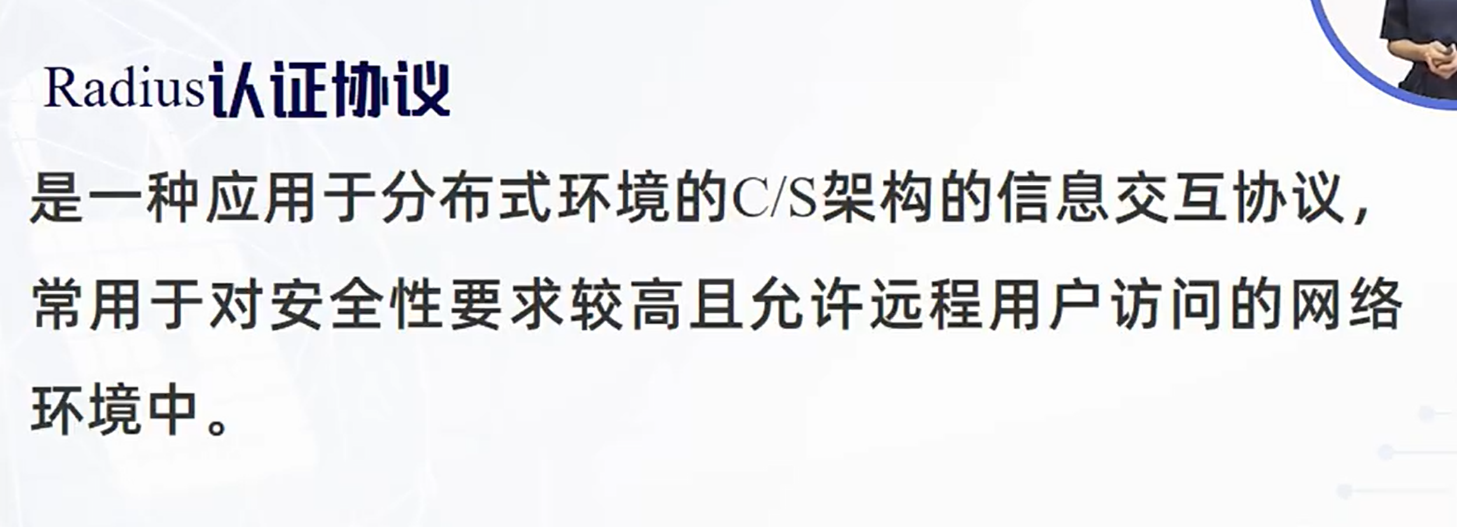 Radius认证协议
是一种应用于分布式环境的C/S架构的信息交互协议，
常用于对安全性要求较高且允许远程用户访问的网络
环境中。